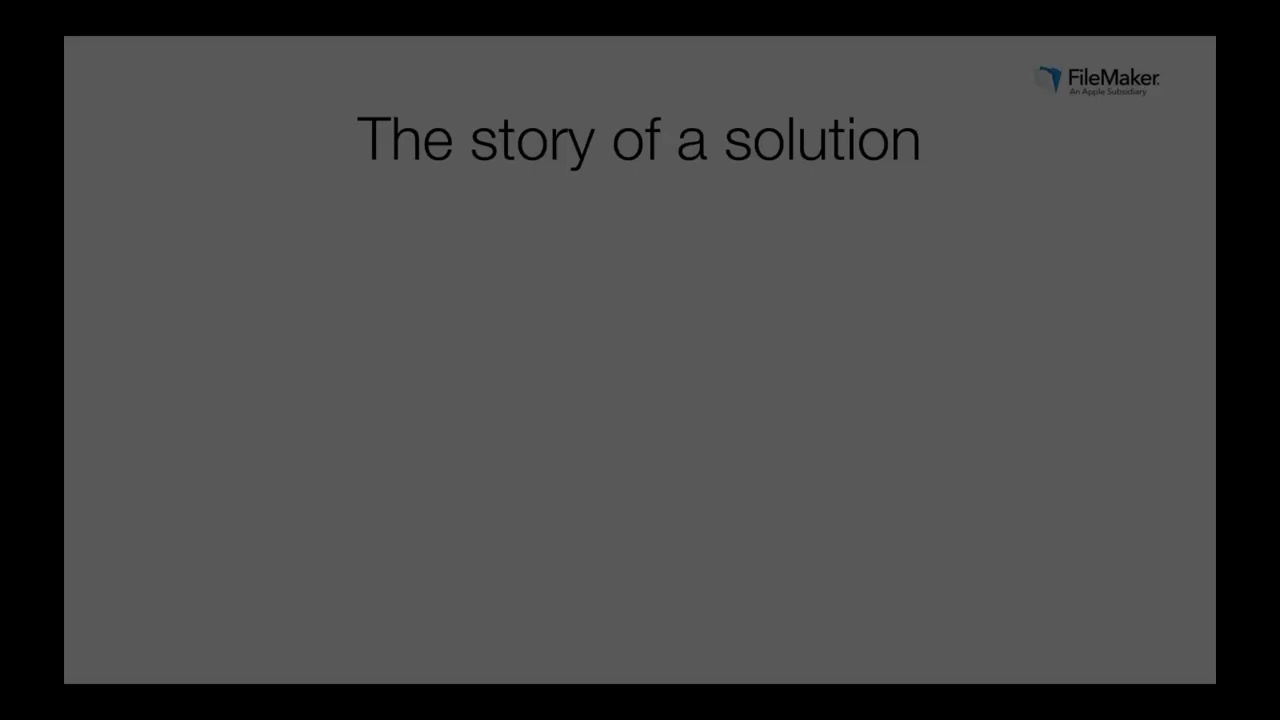 FileMaker.
An Apple Subsidiary
The story of a solution